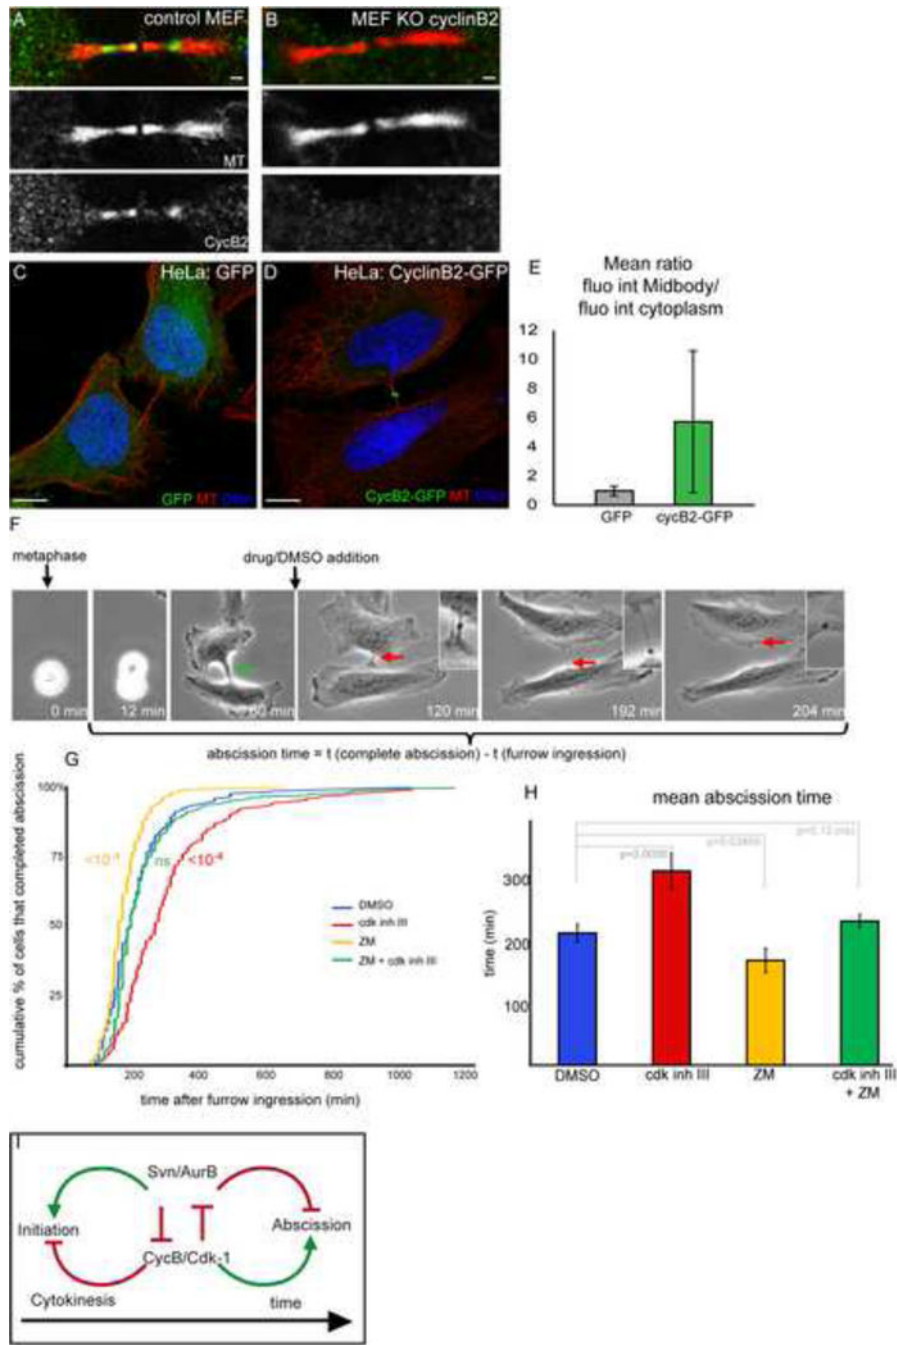 A
control MEF
B
MEF KO cyclinB2
MT
CycB2
C
HeLa: GFP
D
HeLa: CyclinB2-GFP
GFP MT DNA
CycB2-GFP MT DNA
E
Mean ratio
fluo int Midbody/
fluo int cytoplasm
12
10
8
6
4
2
0
GFP
cycB2-GFP
F
metaphase
drug/DMSO addition
0 min
12 min
60 min
120 min
192 min
204 min
abscission time = t (complete abscission) - t (furrow ingression)
G
cumulative % of cells that completed abscission
100%
75
50
25
<10⁻⁴
ns
<10⁻⁴
DMSO
cdk inh III
ZM
ZM + cdk inh III
200
400
600
800
1000
1200
time after furrow ingression (min)
H
mean abscission time
time (min)
300
200
100
DMSO
cdk inh III
ZM
cdk inh III
+ ZM
I
Svn/AurB
Initiation
Abscission
CycB/Cdk-1
Cytokinesis
time